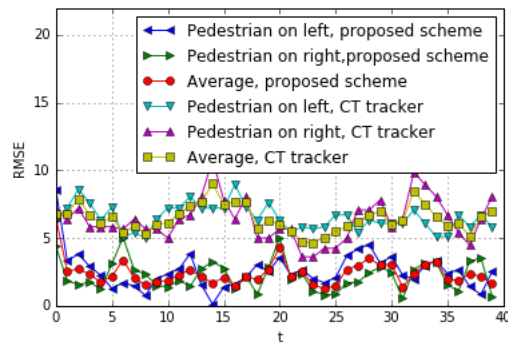 20
15
10
5
0
RMSE
Pedestrian on left, proposed scheme
Pedestrian on right,proposed scheme
Average, proposed scheme
Pedestrian on left, CT tracker
Pedestrian on right, CT tracker
Average, CT tracker
0 5 10 15 20 25 30 35 40
t